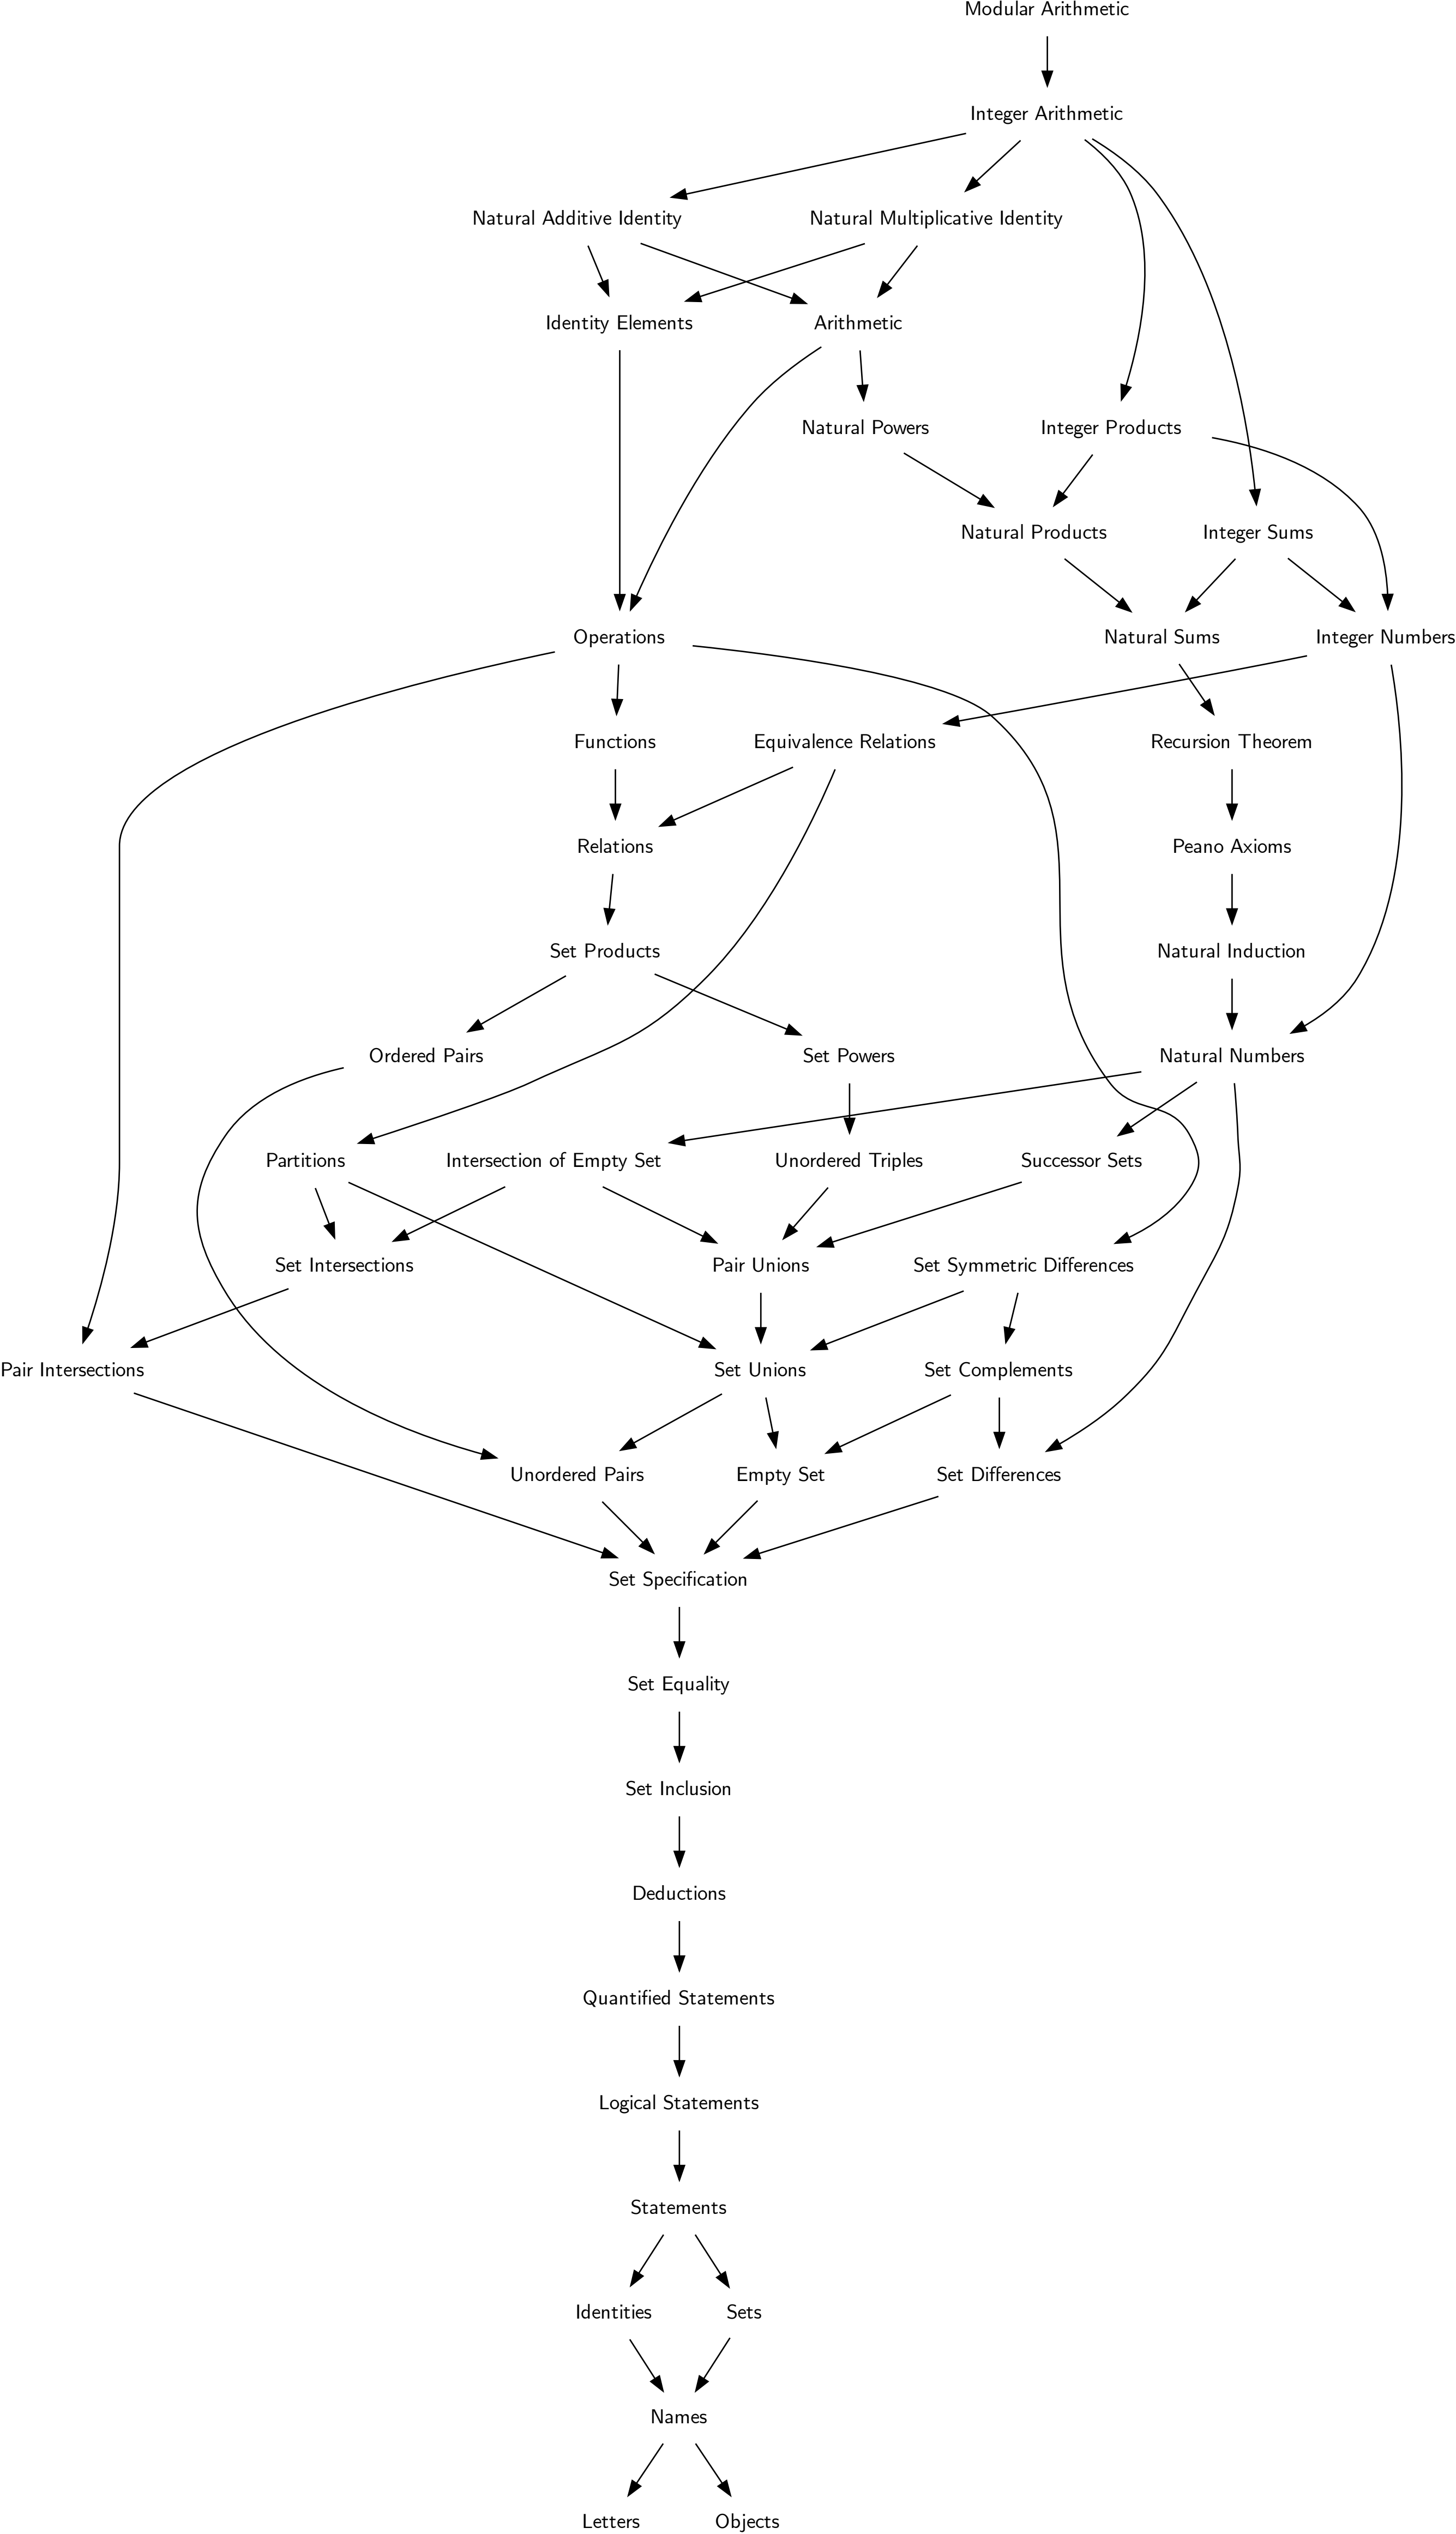 Modular Arithmetic
Integer Arithmetic
Natural Additive Identity
Natural Multiplicative Identity
Identity Elements
Arithmetic
Natural Powers
Integer Products
Natural Products
Integer Sums
Operations
Natural Sums
Integer Numbers
Functions
Equivalence Relations
Recursion Theorem
Relations
Peano Axioms
Set Products
Natural Induction
Ordered Pairs
Set Powers
Natural Numbers
Partitions
Intersection of Empty Set
Unordered Triples
Successor Sets
Set Intersections
Pair Unions
Set Symmetric Differences
Pair Intersections
Set Unions
Set Complements
Unordered Pairs
Empty Set
Set Differences
Set Specification
Set Equality
Set Inclusion
Deductions
Quantified Statements
Logical Statements
Statements
Identities
Sets
Names
Letters
Objects